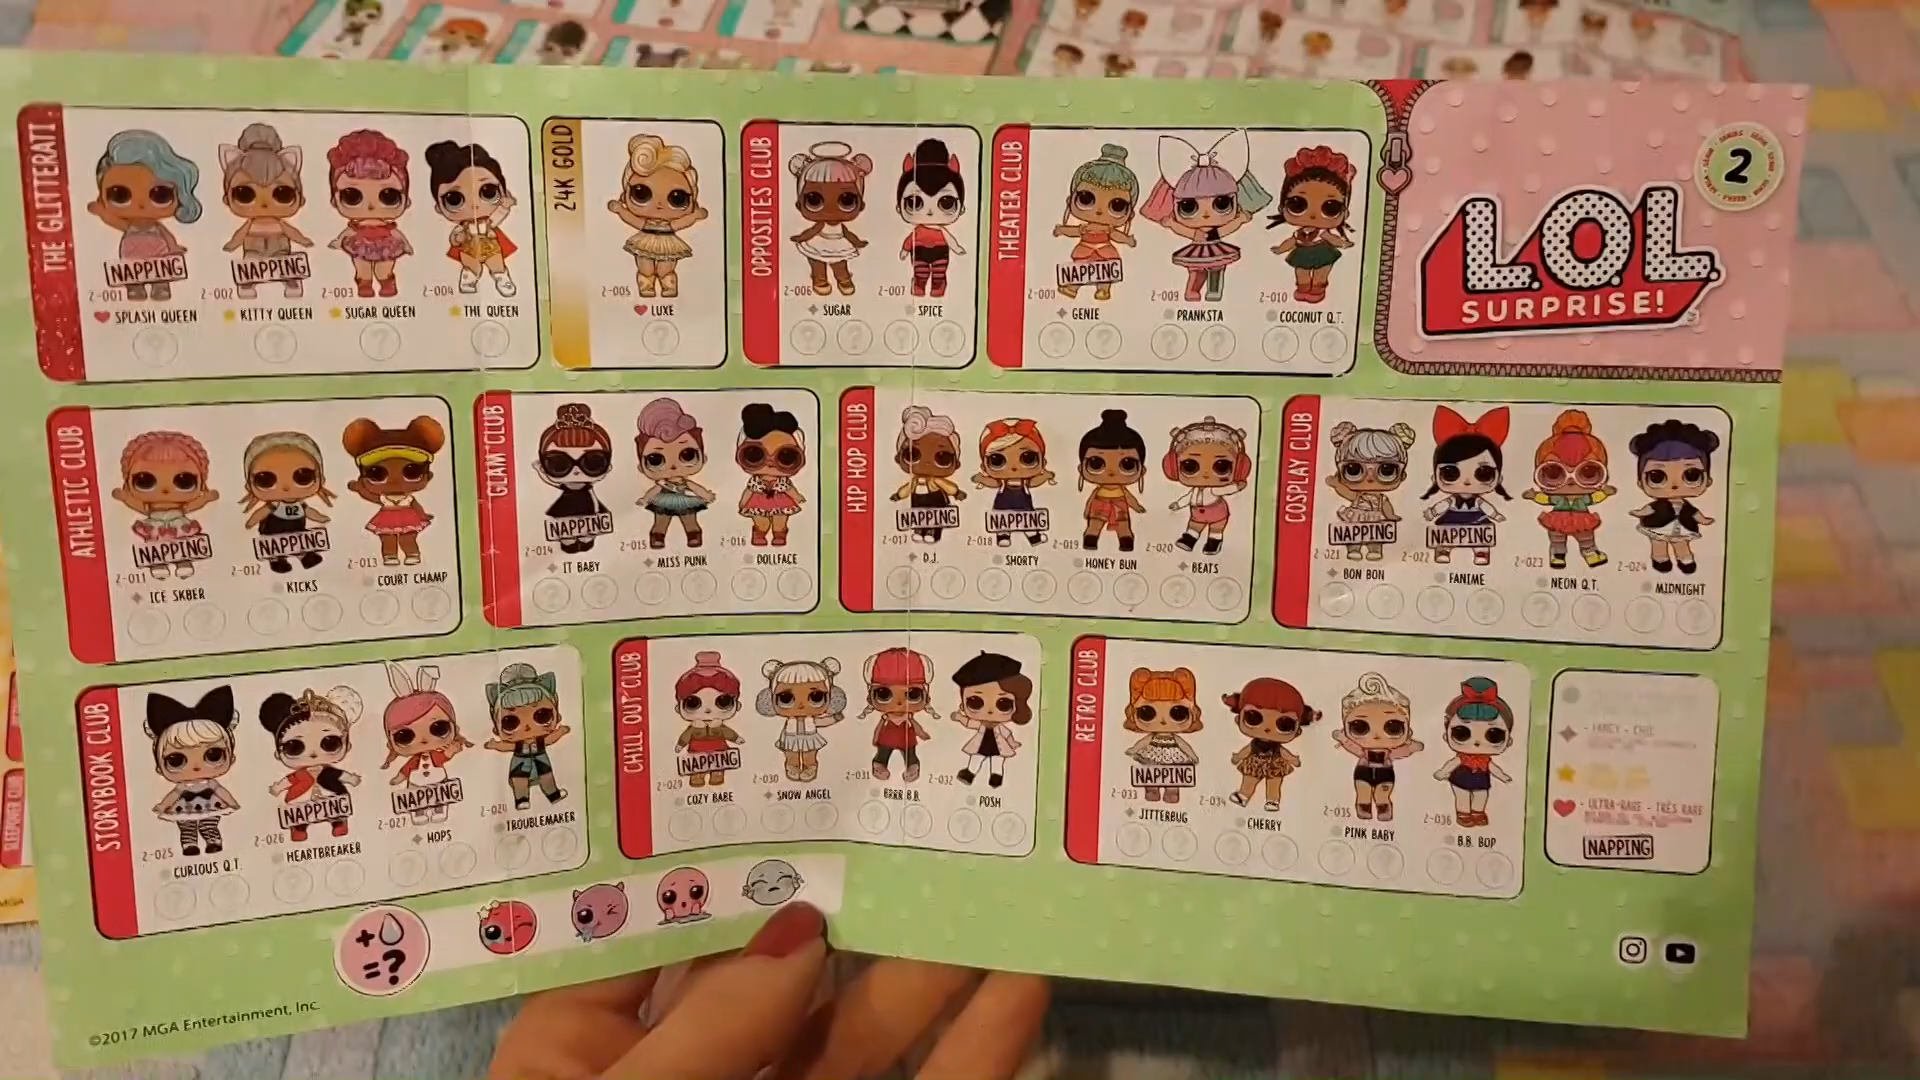 THE GLITTERATI
NAPPING
2-001
SPLASH QUEEN
NAPPING
2-002
KITTY QUEEN
2-003
SUGAR QUEEN
2-004
THE QUEEN
24K GOLD
2-005
LUXE
OPPOSITES CLUB
2-006
SUGAR
2-007
SPICE
THEATER CLUB
NAPPING
2-008
GENIE
2-009
PRANKSTA
2-010
COCONUT Q.T.
2
L.O.L
SURPRISE!
ATHLETIC CLUB
NAPPING
2-011
ICE SK8ER
02
NAPPING
2-012
KICKS
2-013
COURT CHAMP
GLAM CLUB
NAPPING
2-014
IT BABY
2-015
MISS PUNK
2-016
DOLLFACE
HIP HOP CLUB
NAPPING
2-017
D.J.
NAPPING
2-018
SHORTY
2-019
HONEY BUN
2-020
BEATS
COSPLAY CLUB
NAPPING
2-021
BON BON
NAPPING
2-022
FANIME
2-023
NEON Q.T.
2-024
MIDNIGHT
STORYBOOK CLUB
2-025
CURIOUS Q.T.
NAPPING
2-026
HEARTBREAKER
NAPPING
2-027
HOPS
2-028
TROUBLEMAKER
CHILL OUT CLUB
NAPPING
2-029
COZY BABE
2-030
SNOW ANGEL
2-031
BRRR B.B.
2-032
POSH
RETRO CLUB
NAPPING
2-033
JITTERBUG
2-034
CHERRY
2-035
PINK BABY
2-036
B.B. BOP
- FANCY - CHIC
- ULTRA-RARE - TRÈS RARE
NAPPING
+
=?
©2017 MGA Entertainment, Inc.